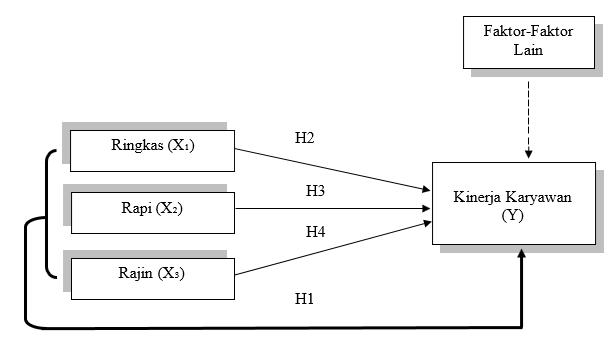 Faktor-Faktor
Lain
Ringkas (X₁)
H2
Rapi (X₂)
H3
Kinerja Karyawan
(Y)
H4
Rajin (X₃)
H1